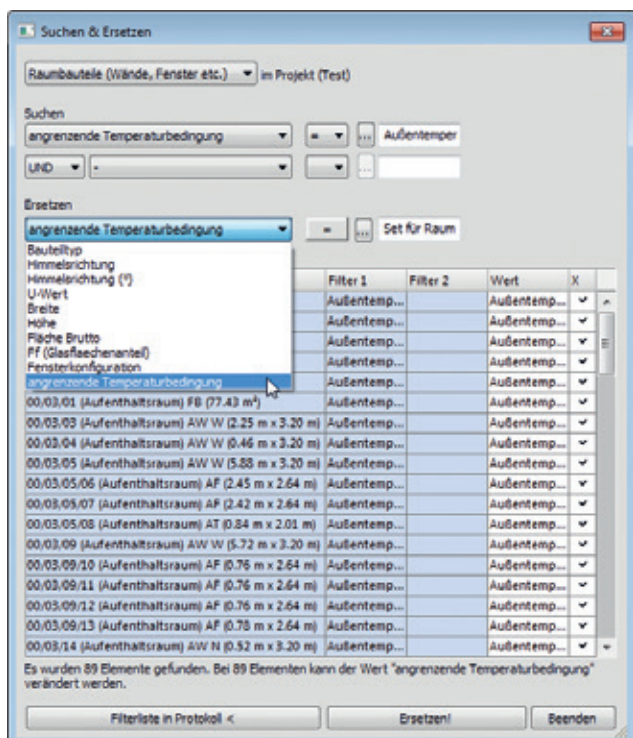 Suchen & Ersetzen
Raumbauteile (Wände, Fenster etc.) im Projekt (Test)
Suchen
angrenzende Temperaturbedingung = ... Außentemper
UND - ...
Ersetzen
angrenzende Temperaturbedingung = ... Set für Raum
Bauteiltyp
Himmelsrichtung
Himmelsrichtung (°)
U-Wert
Breite
Höhe
Fläche Brutto
Ff (Glasflaechenanteil)
Fensterkonfiguration
angrenzende Temperaturbedingung
Filter 1 Filter 2 Wert X
Außentemp... Außentemp...
Außentemp... Außentemp...
Außentemp... Außentemp...
Außentemp... Außentemp...
Außentemp... Außentemp...
00/03/01 (Aufenthaltsraum) FB (77.43 m²) Außentemp... Außentemp...
00/03/03 (Aufenthaltsraum) AW W (2.25 m x 3.20 m) Außentemp... Außentemp...
00/03/04 (Aufenthaltsraum) AW W (0.46 m x 3.20 m) Außentemp... Außentemp...
00/03/05 (Aufenthaltsraum) AW W (5.88 m x 3.20 m) Außentemp... Außentemp...
00/03/05/06 (Aufenthaltsraum) AF (2.45 m x 2.64 m) Außentemp... Außentemp...
00/03/05/07 (Aufenthaltsraum) AF (2.42 m x 2.64 m) Außentemp... Außentemp...
00/03/05/08 (Aufenthaltsraum) AT (0.84 m x 2.01 m) Außentemp... Außentemp...
00/03/09 (Aufenthaltsraum) AW W (5.72 m x 3.20 m) Außentemp... Außentemp...
00/03/09/10 (Aufenthaltsraum) AF (0.76 m x 2.64 m) Außentemp... Außentemp...
00/03/09/11 (Aufenthaltsraum) AF (0.76 m x 2.64 m) Außentemp... Außentemp...
00/03/09/12 (Aufenthaltsraum) AF (0.76 m x 2.64 m) Außentemp... Außentemp...
00/03/09/13 (Aufenthaltsraum) AF (0.78 m x 2.64 m) Außentemp... Außentemp...
00/03/14 (Aufenthaltsraum) AW N (0.52 m x 3.20 m) Außentemp... Außentemp...
Es wurden 89 Elemente gefunden. Bei 89 Elementen kann der Wert "angrenzende Temperaturbedingung"
verändert werden.
Filterliste in Protokoll < Ersetzen! Beenden